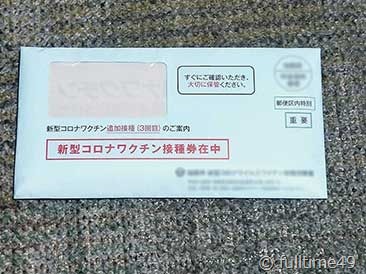 すぐにご確認いただき、
大切に保管ください。
郵便区内特別
重要
新型コロナワクチン追加接種(3回目)のご案内
新型コロナワクチン接種券在中
© fulltime49